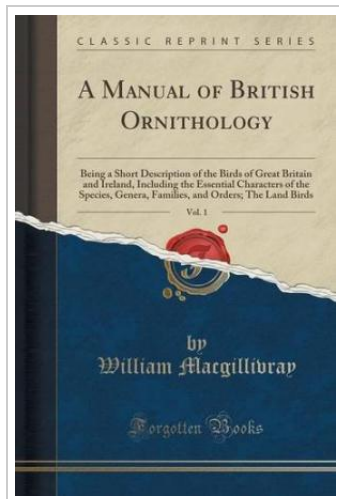 CLASSIC REPRINT SERIES
A MANUAL OF BRITISH
ORNITHOLOGY
Being a Short Description of the Birds of Great Britain
and Ireland, Including the Essential Characters of the
Species, Genera, Families, and Orders; The Land Birds
Vol. 1
by
William Macgillivray
Forgotten Books